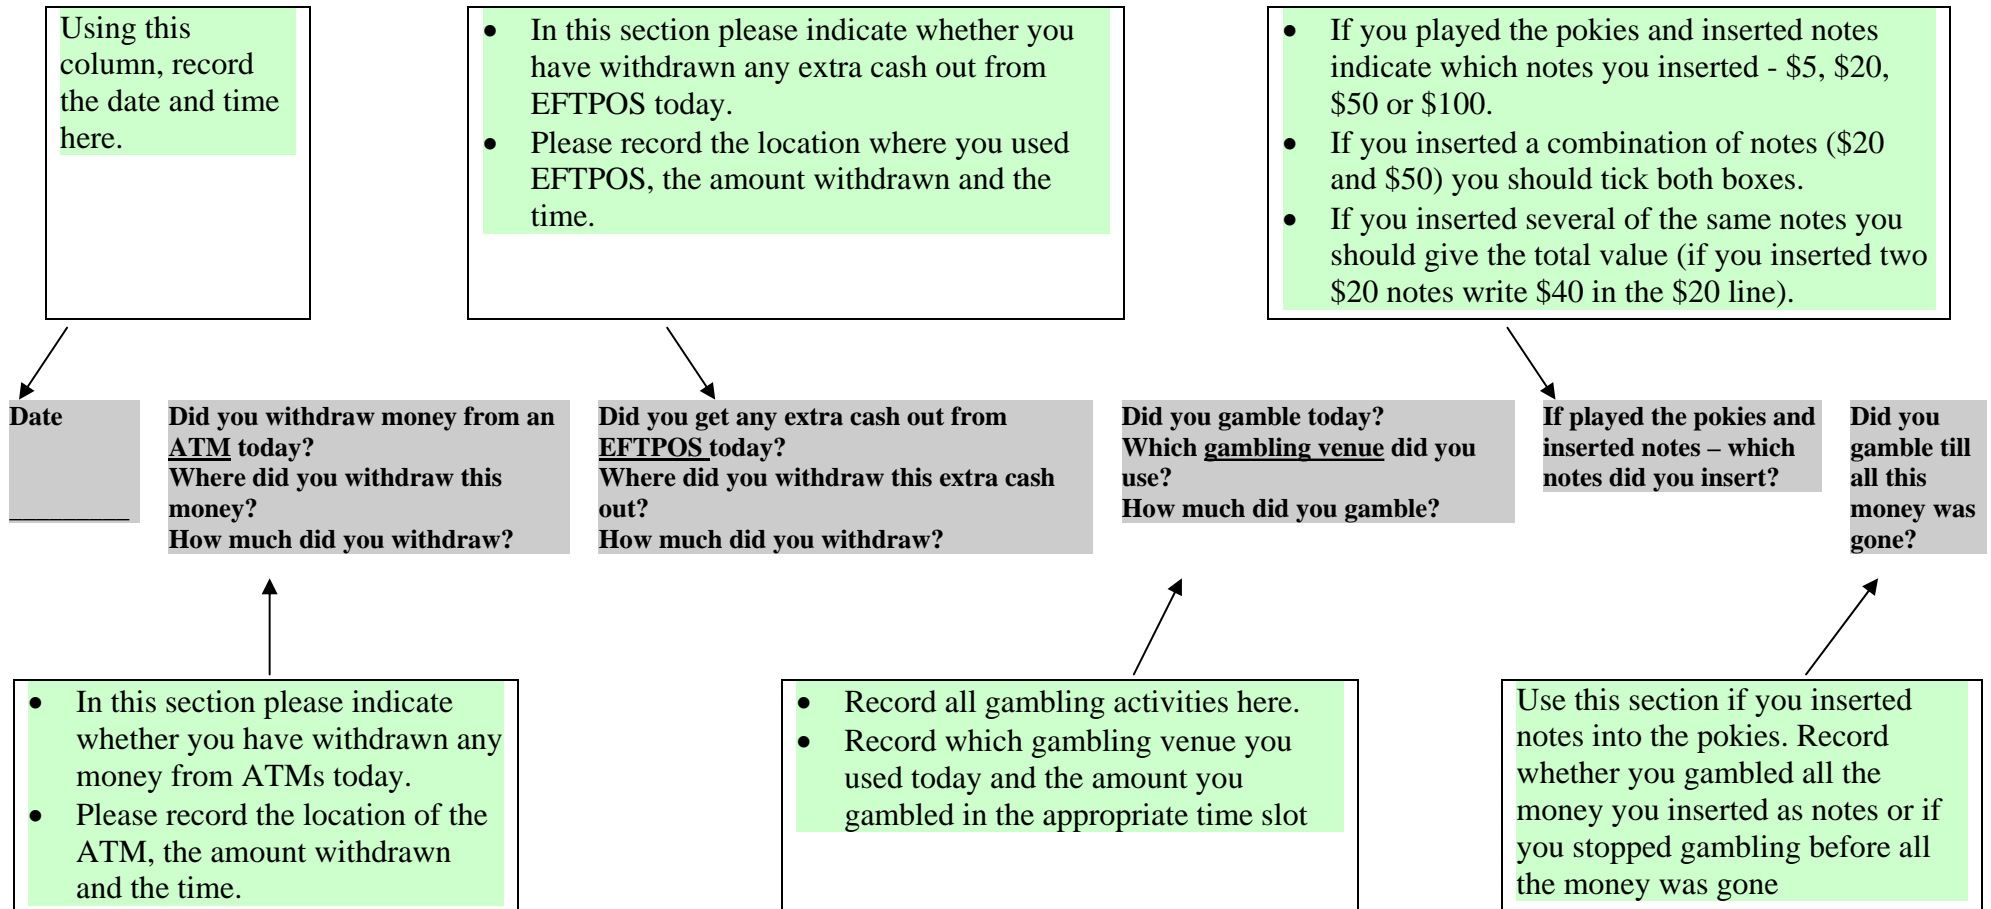 Using this
column, record
the date and time
here.
• In this section please indicate whether you
have withdrawn any extra cash out from
EFTPOS today.
• Please record the location where you used
EFTPOS, the amount withdrawn and the
time.
• If you played the pokies and inserted notes
indicate which notes you inserted - $5, $20,
$50 or $100.
• If you inserted a combination of notes ($20
and $50) you should tick both boxes.
• If you inserted several of the same notes you
should give the total value (if you inserted two
$20 notes write $40 in the $20 line).
Date
Did you withdraw money from an
ATM today?
Where did you withdraw this
money?
How much did you withdraw?
Did you get any extra cash out from
EFTPOS today?
Where did you withdraw this extra cash
out?
How much did you withdraw?
Did you gamble today?
Which gambling venue did you
use?
How much did you gamble?
If played the pokies and
inserted notes – which
notes did you insert?
Did you
gamble till
all this
money was
gone?
• In this section please indicate
whether you have withdrawn any
money from ATMs today.
• Please record the location of the
ATM, the amount withdrawn
and the time.
• Record all gambling activities here.
• Record which gambling venue you
used today and the amount you
gambled in the appropriate time slot
Use this section if you inserted
notes into the pokies. Record
whether you gambled all the
money you inserted as notes or if
you stopped gambling before all
the money was gone